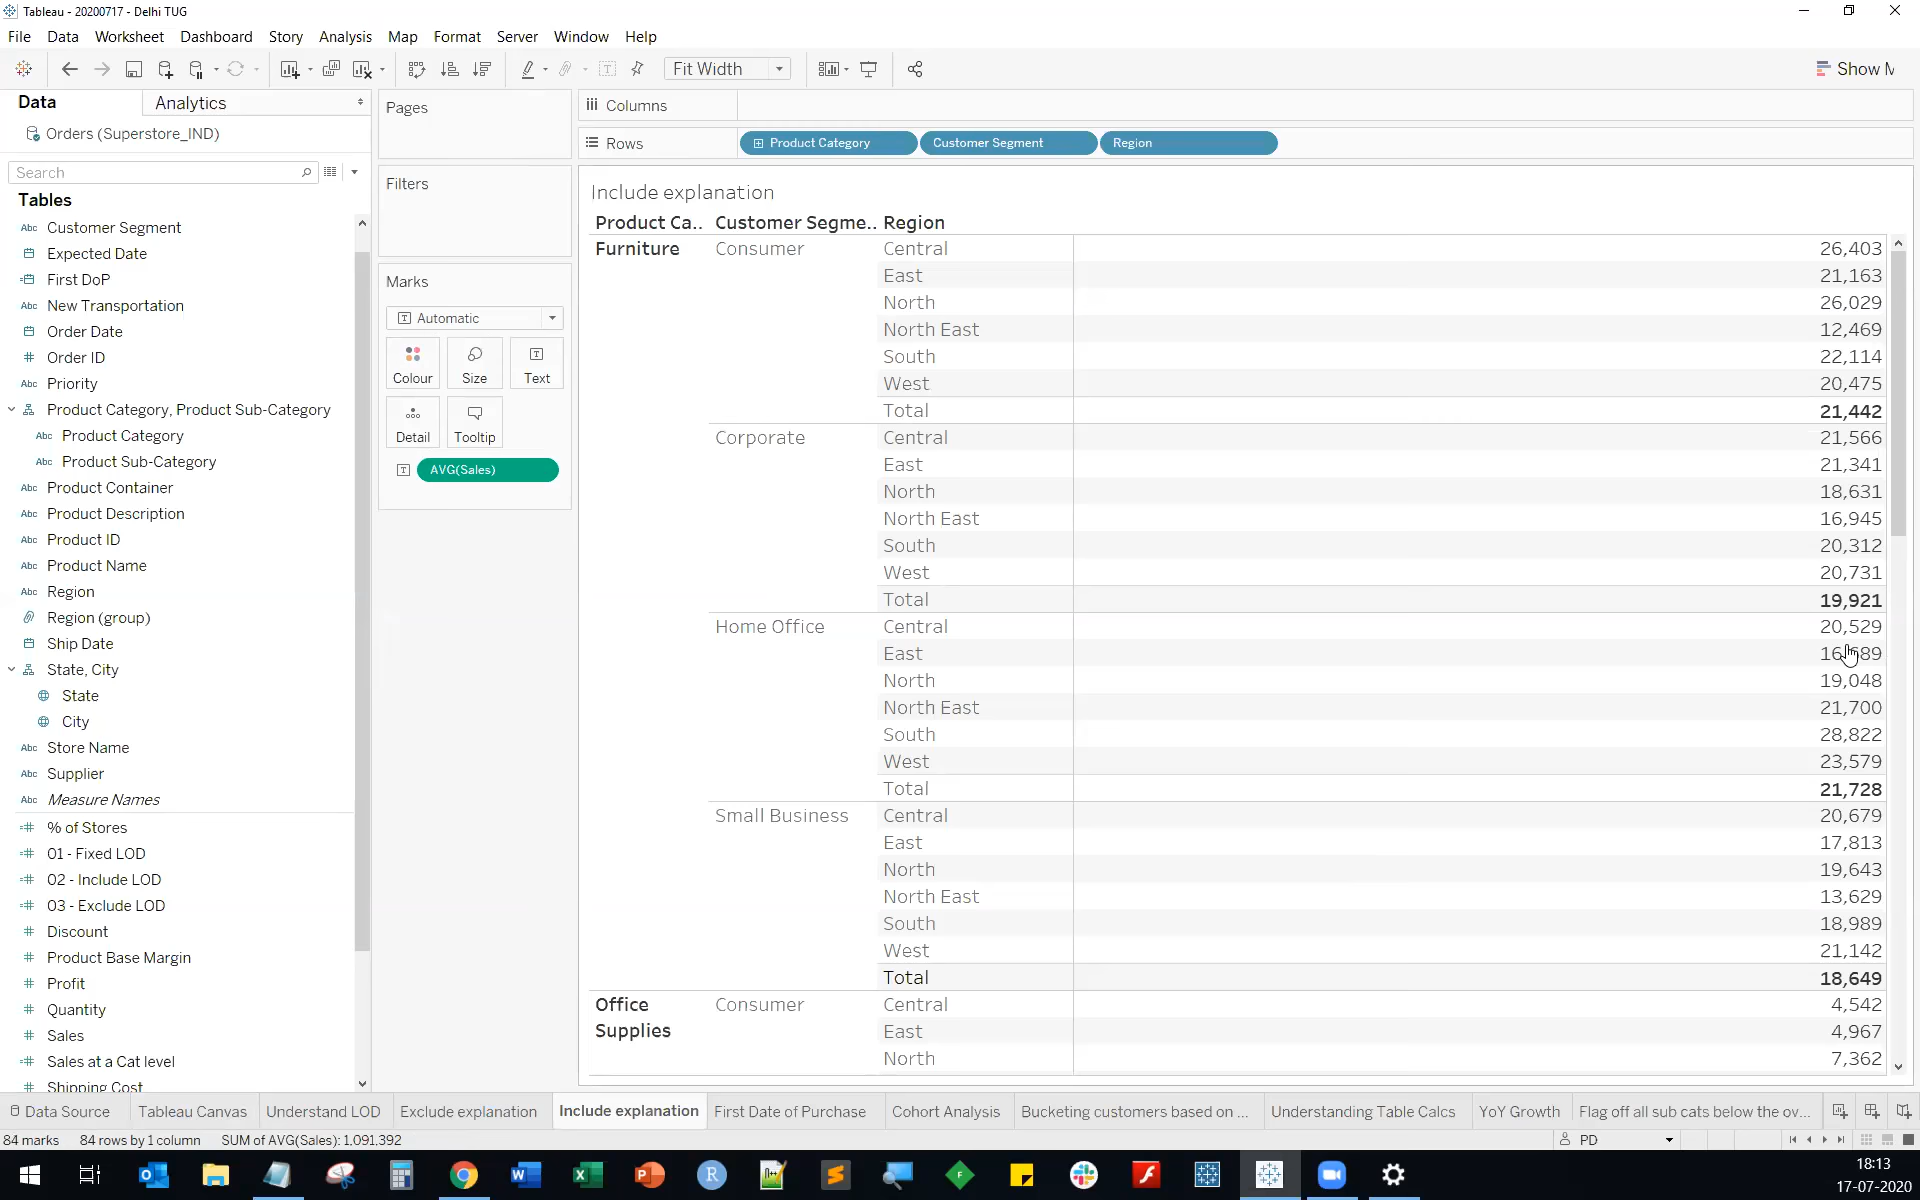 Tableau - 20200717 - Delhi TUG
File Data Worksheet Dashboard Story Analysis Map Format Server Window Help
Fit Width
Show M
Data Analytics
Orders (Superstore_IND)
Search
Tables
Abc Customer Segment
Expected Date
First DoP
Abc New Transportation
Order Date
# Order ID
Abc Priority
Product Category, Product Sub-Category
Abc Product Category
Abc Product Sub-Category
Abc Product Container
Abc Product Description
Abc Product ID
Abc Product Name
Abc Region
Region (group)
Ship Date
State, City
State
City
Abc Store Name
Abc Supplier
Abc Measure Names
=# % of Stores
=# 01 - Fixed LOD
=# 02 - Include LOD
=# 03 - Exclude LOD
# Discount
# Product Base Margin
# Profit
# Quantity
# Sales
=# Sales at a Cat level
# Shipping Cost
Pages
Filters
Marks
T Automatic
Colour Size Text
Detail Tooltip
T AVG(Sales)
Columns
Rows Product Category Customer Segment Region
Include explanation
Product Ca.. Customer Segme.. Region
Furniture Consumer Central 26,403
East 21,163
North 26,029
North East 12,469
South 22,114
West 20,475
Total 21,442
Corporate Central 21,566
East 21,341
North 18,631
North East 16,945
South 20,312
West 20,731
Total 19,921
Home Office Central 20,529
East
North 19,048
North East 21,700
South 28,822
West 23,579
Total 21,728
Small Business Central 20,679
East 17,813
North 19,643
North East 13,629
South 18,989
West 21,142
Total 18,649
Office Supplies Consumer Central 4,542
East 4,967
North 7,362
Data Source Tableau Canvas Understand LOD Exclude explanation Include explanation First Date of Purchase Cohort Analysis Bucketing customers based on ... Understanding Table Calcs YoY Growth Flag off all sub cats below the ov...
84 marks 84 rows by 1 column SUM of AVG(Sales): 1,091,392
PD
18:13
17-07-2020